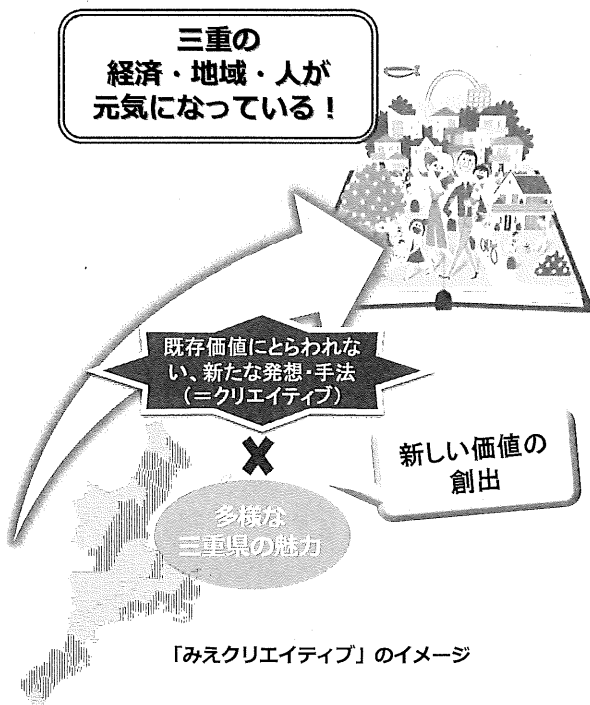 三重の
経済・地域・人が
元気になっている！
既存価値にとらわれな
い、新たな発想・手法
（＝クリエイティブ）
×
新しい価値の
創出
多様な
三重県の魅力
「みえクリエイティブ」のイメージ